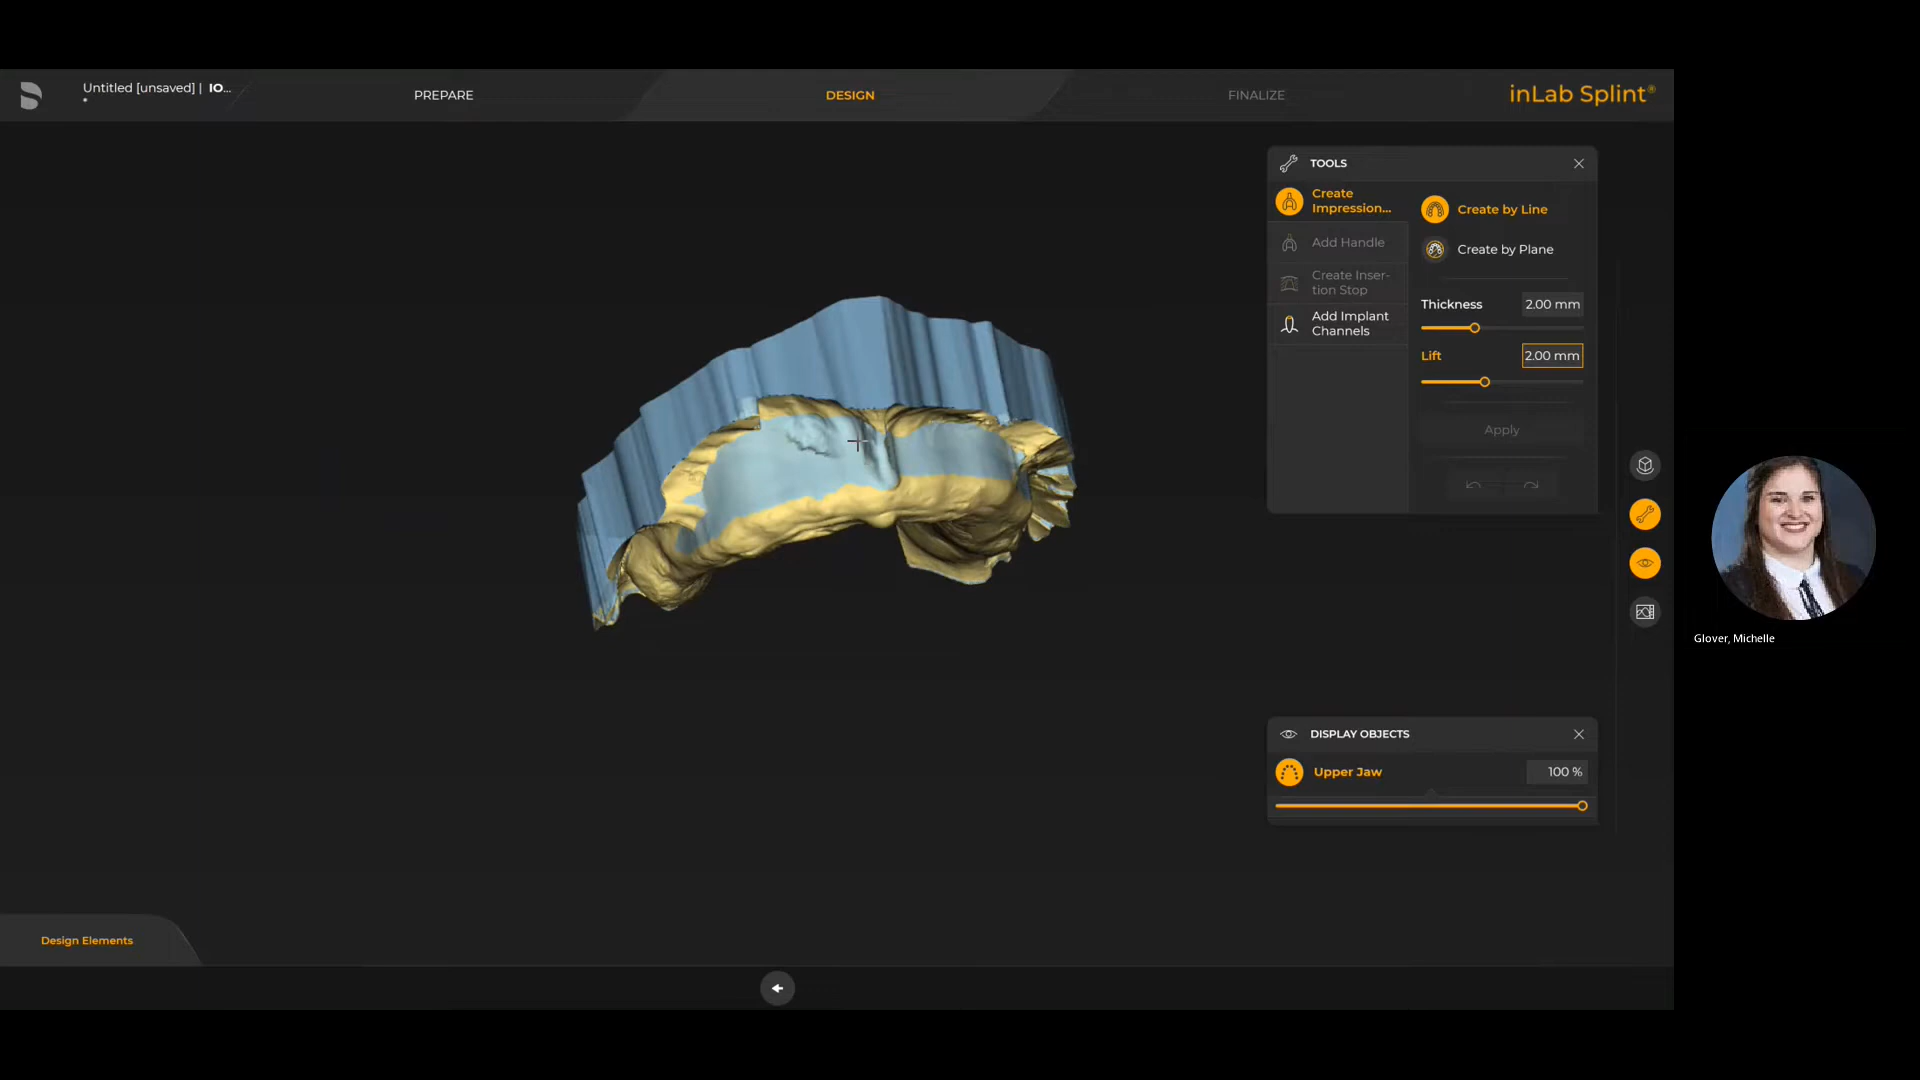 Untitled [unsaved] | IO...
*
PREPARE
DESIGN
FINALIZE
inLab Splint®
TOOLS
Create
Impression...
Create by Line
Add Handle
Create by Plane
Create Inser-
tion Stop
Thickness 2.00 mm
Add Implant
Channels
Lift 2.00 mm
Apply
Glover, Michelle
DISPLAY OBJECTS
Upper Jaw 100 %
Design Elements